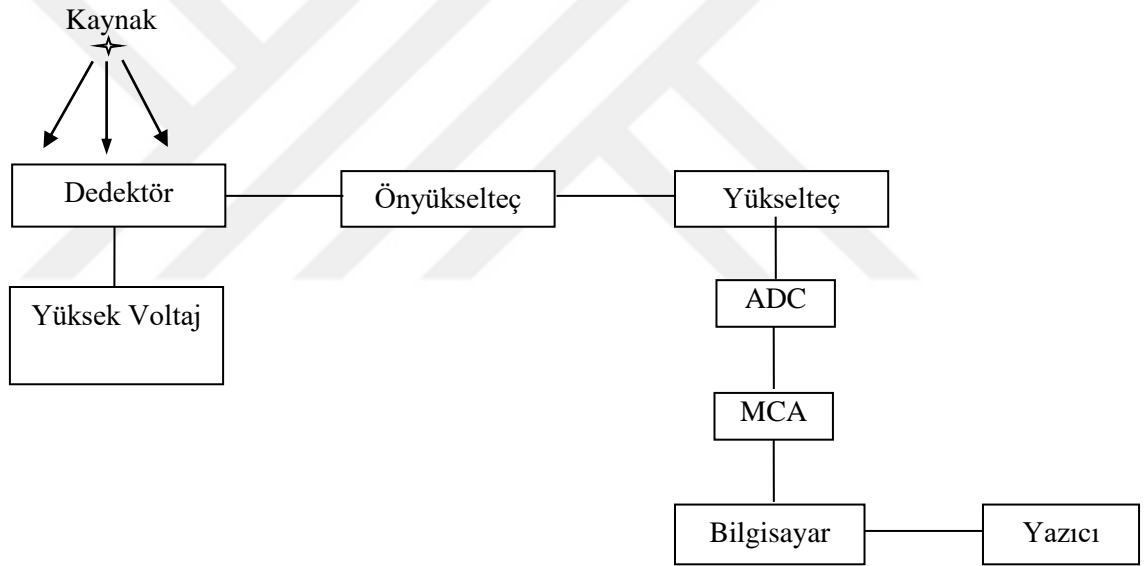 Kaynak
Dedektör
Önyükselteç
Yükselteç
Yüksek Voltaj
ADC
MCA
Bilgisayar
Yazıcı